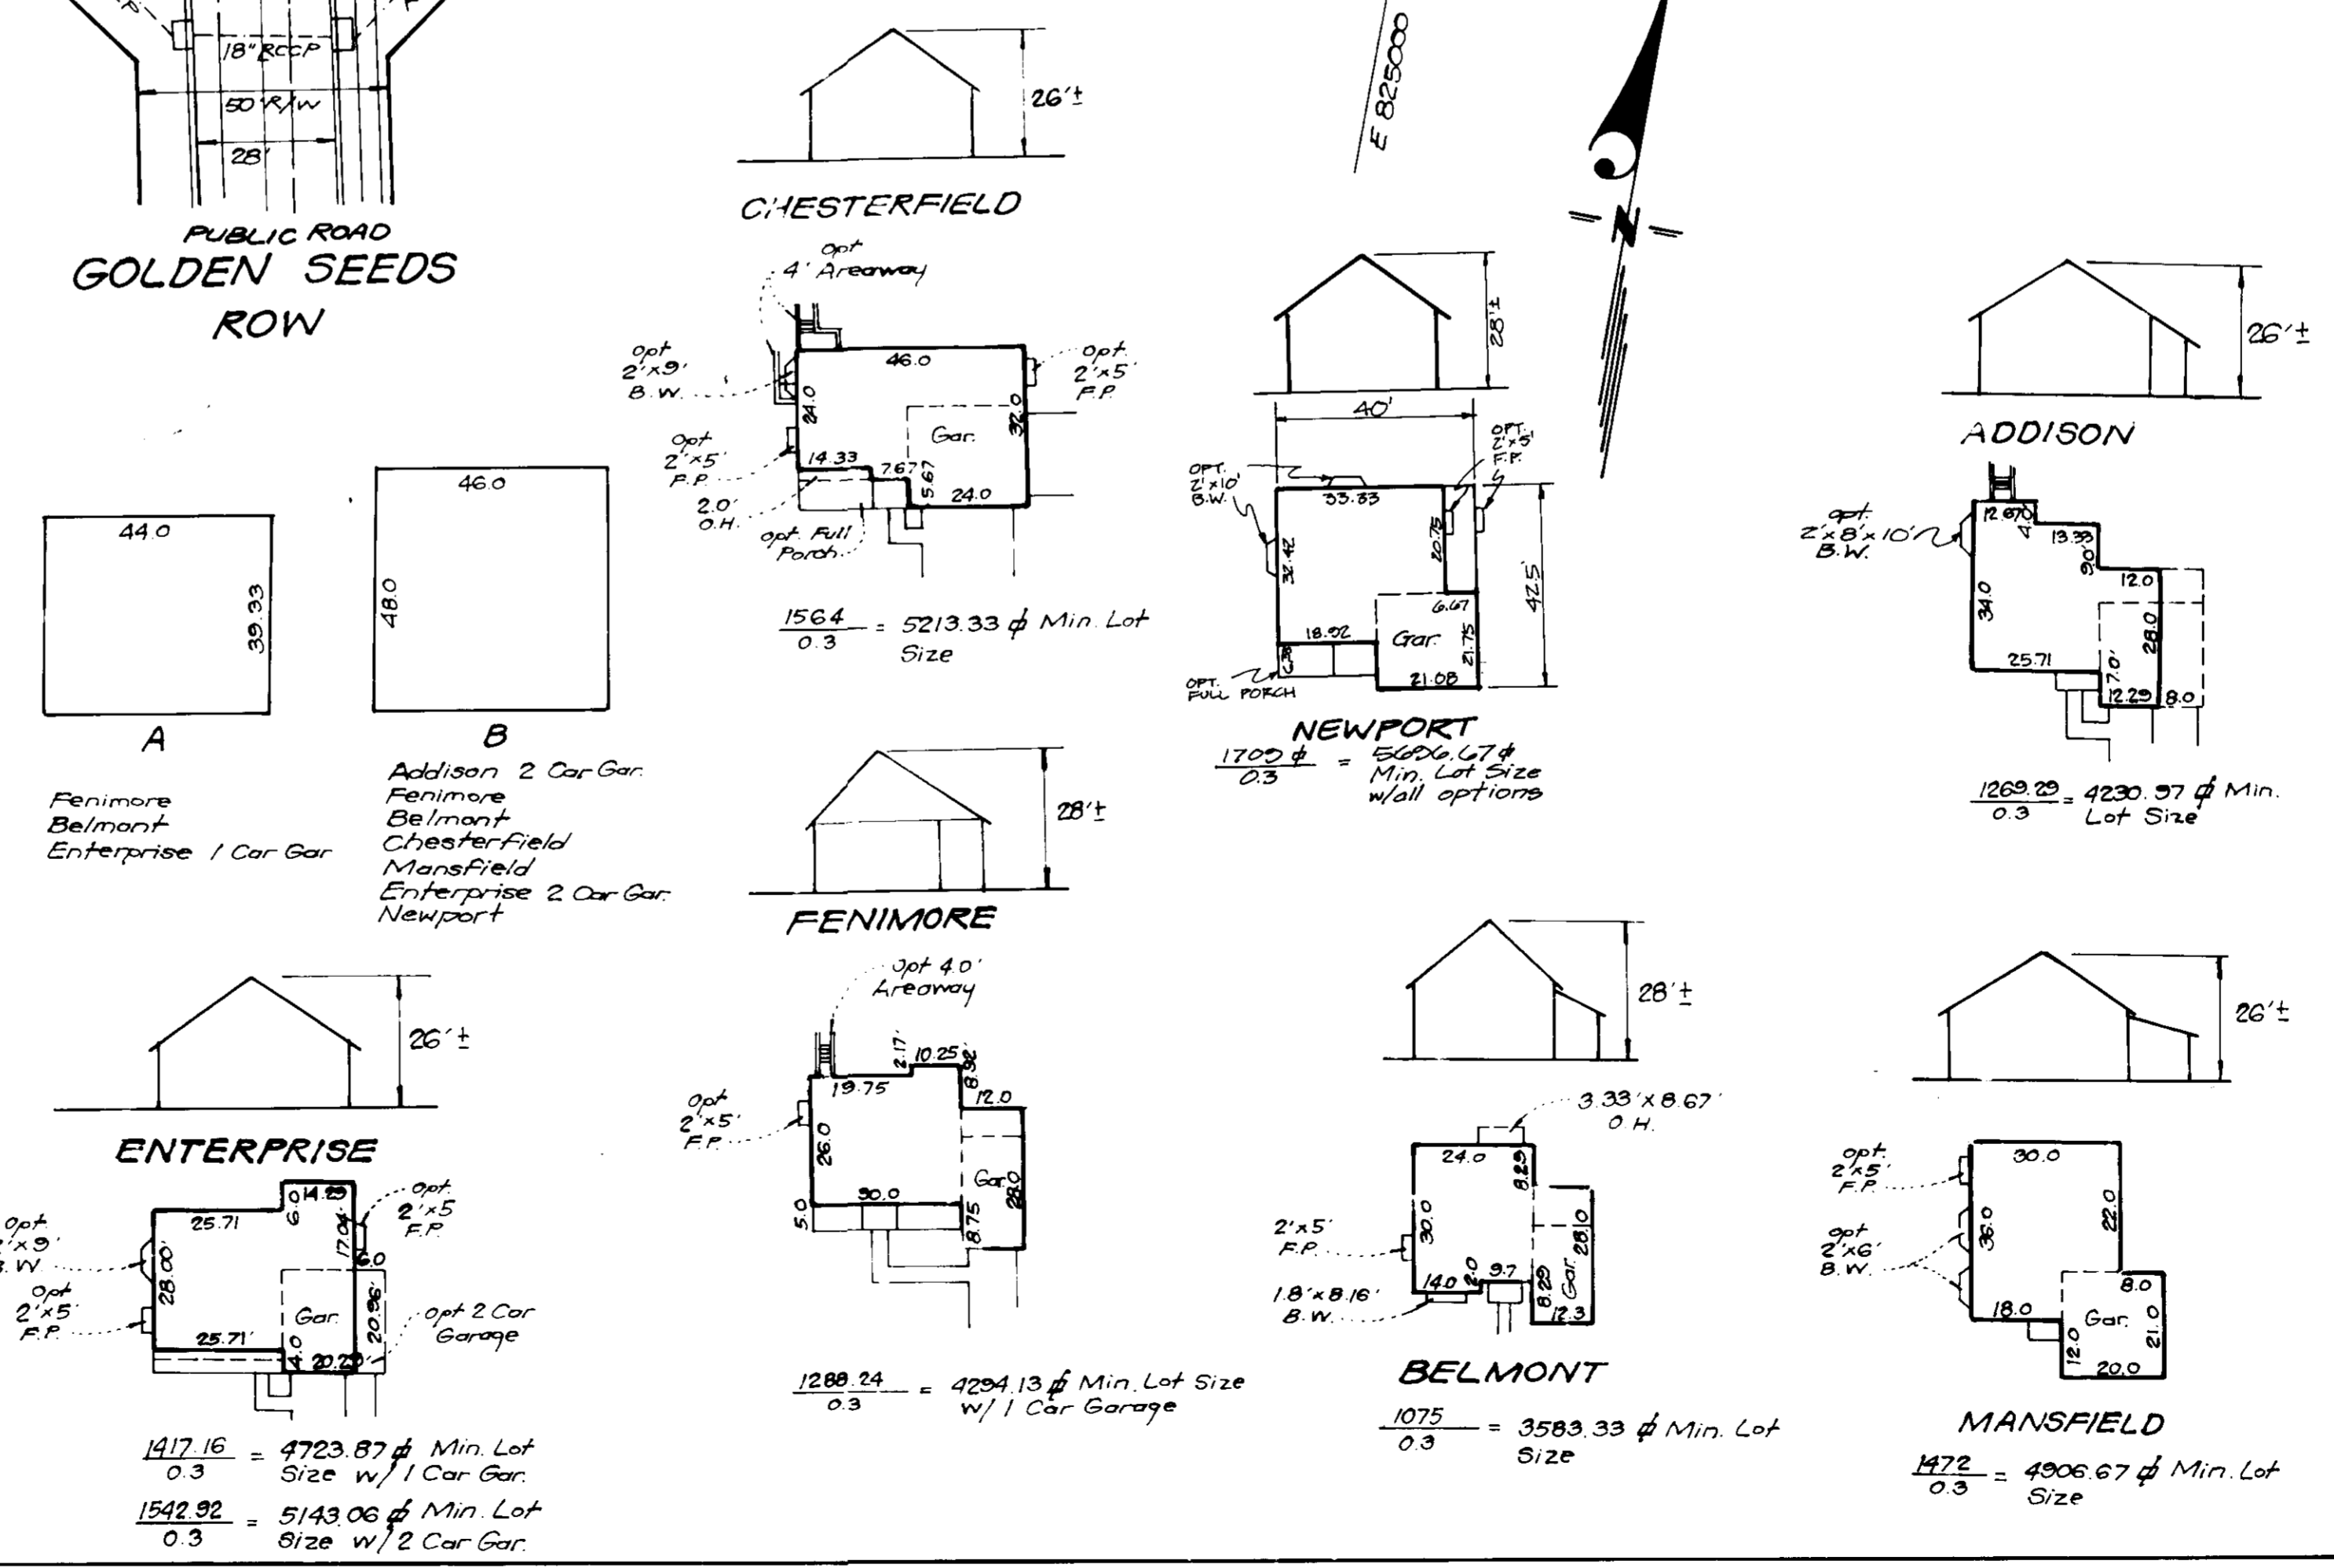 18" RCCP
50' R/W
28'
PUBLIC ROAD
GOLDEN SEEDS
ROW
26'±
CHESTERFIELD
Opt
4' Areaway
Opt
2'x9'
B.W.
46.0
Opt.
2'x5'
F.P.
24.0
32.0
Gar.
Opt
2'x5'
F.P.
14.33
7.67
5.67
24.0
2.0'
O.H.
opt. Full
Porch
1564
0.3
= 5213.33 ⌀ Min. Lot
Size
E 825000
N
28'±
40'
OPT.
2'x5'
F.P.
OPT.
2'x10'
B.W.
33.33
20.75
32.42
42.5'
6.67
18.92
Gar.
21.75
21.08
OPT.
FULL PORCH
NEWPORT
1709 ⌀
0.3
= 5696.67 ⌀
Min. Lot Size
w/all options
26'±
ADDISON
opt.
2'x8'x10'
B.W.
12.670
13.33
9.0'
12.0
34.0
28.0
25.71
7.0'
12.29
8.0
1269.29
0.3
= 4230.97 ⌀ Min.
Lot Size
44.0
39.33
A
Fenimore
Belmont
Enterprise 1 Car Gar
46.0
48.0
B
Addison 2 Car Gar.
Fenimore
Belmont
Chesterfield
Mansfield
Enterprise 2 Car Gar.
Newport
28'±
FENIMORE
Opt 4.0'
Areaway
2.17'
10.25
8.92'
19.75
12.0
Opt
2'x5'
F.P.
26.0
Gar.
28.0
30.0
5.0
8.75
1288.24
0.3
= 4294.13 ⌀ Min. Lot Size
w/ 1 Car Garage
26'±
ENTERPRISE
6.0
14.29
Opt.
2'x5
F.P.
25.71
17.04'
Opt
'x9'
B.W.
6.0
28.00'
Opt
2'x5'
F.P.
Gar.
20.96'
Opt 2 Car
Garage
25.71'
4.0
20.29'
1417.16
0.3
= 4723.87 ⌀ Min. Lot
Size w/ 1 Car Gar.
1542.92
0.3
= 5143.06 ⌀ Min. Lot
Size w/ 2 Car Gar.
28'±
3.33' x 8.67'
O.H.
24.0
8.29
30.0
28.0
2'x5'
F.P.
14.0
2.0
9.7
8.29
Gar.
12.3
1.8' x 8.16'
B.W.
BELMONT
1075
0.3
= 3583.33 ⌀ Min. Lot
Size
26'±
Opt.
2'x5'
F.P.
30.0
22.0
36.0
Opt
2'x6'
B.W.
8.0
18.0
Gar.
12.0
21.0
20.0
MANSFIELD
1472
0.3
= 4906.67 ⌀ Min. Lot
Size